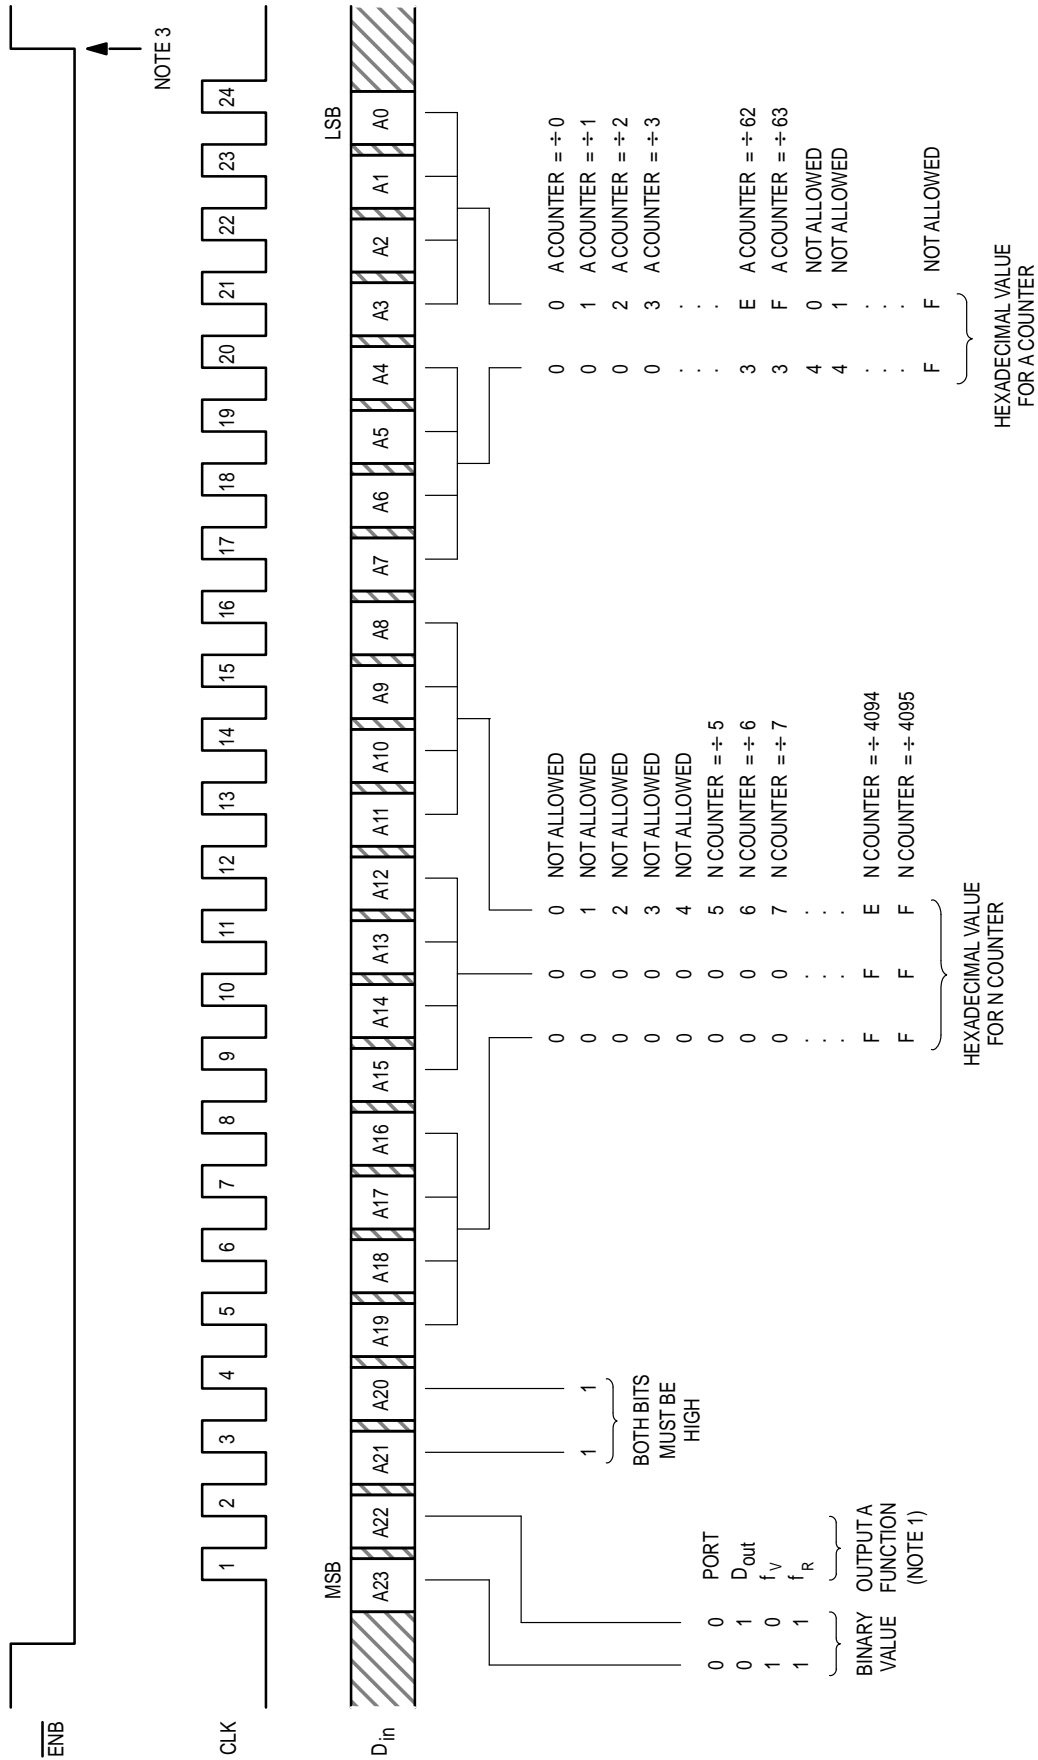 ENB
NOTE 3
CLK
1 2 3 4 5 6 7 8 9 10 11 12 13 14 15 16 17 18 19 20 21 22 23 24
MSB
LSB
Din
A23 A22 A21 A20 A19 A18 A17 A16 A15 A14 A13 A12 A11 A10 A9 A8 A7 A6 A5 A4 A3 A2 A1 A0
0 0 PORT
0 1 Dout
1 0 fV
1 1 fR
BINARY
VALUE
OUTPUT A
FUNCTION
(NOTE 1)
1 1
BOTH BITS
MUST BE
HIGH
0 0 0 NOT ALLOWED
0 0 1 NOT ALLOWED
0 0 2 NOT ALLOWED
0 0 3 NOT ALLOWED
0 0 4 NOT ALLOWED
0 0 5 N COUNTER = ÷ 5
0 0 6 N COUNTER = ÷ 6
0 0 7 N COUNTER = ÷ 7
. . .
. . .
F F E N COUNTER = ÷ 4094
F F F N COUNTER = ÷ 4095
HEXADECIMAL VALUE
FOR N COUNTER
0 0 A COUNTER = ÷ 0
0 1 A COUNTER = ÷ 1
0 2 A COUNTER = ÷ 2
0 3 A COUNTER = ÷ 3
. .
. .
. .
3 E A COUNTER = ÷ 62
3 F A COUNTER = ÷ 63
4 0 NOT ALLOWED
4 1 NOT ALLOWED
. .
. .
. .
F F NOT ALLOWED
HEXADECIMAL VALUE
FOR A COUNTER